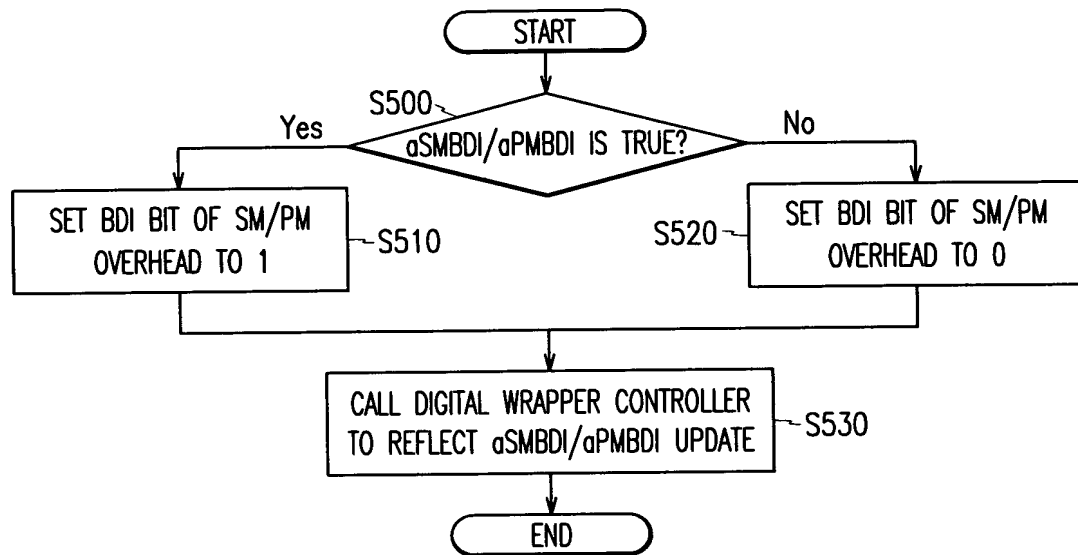 START
S500
aSMBDI/aPMBDI IS TRUE?
Yes
No
SET BDI BIT OF SM/PM
OVERHEAD TO 1
S510
SET BDI BIT OF SM/PM
OVERHEAD TO 0
S520
CALL DIGITAL WRAPPER CONTROLLER
TO REFLECT aSMBDI/aPMBDI UPDATE
S530
END